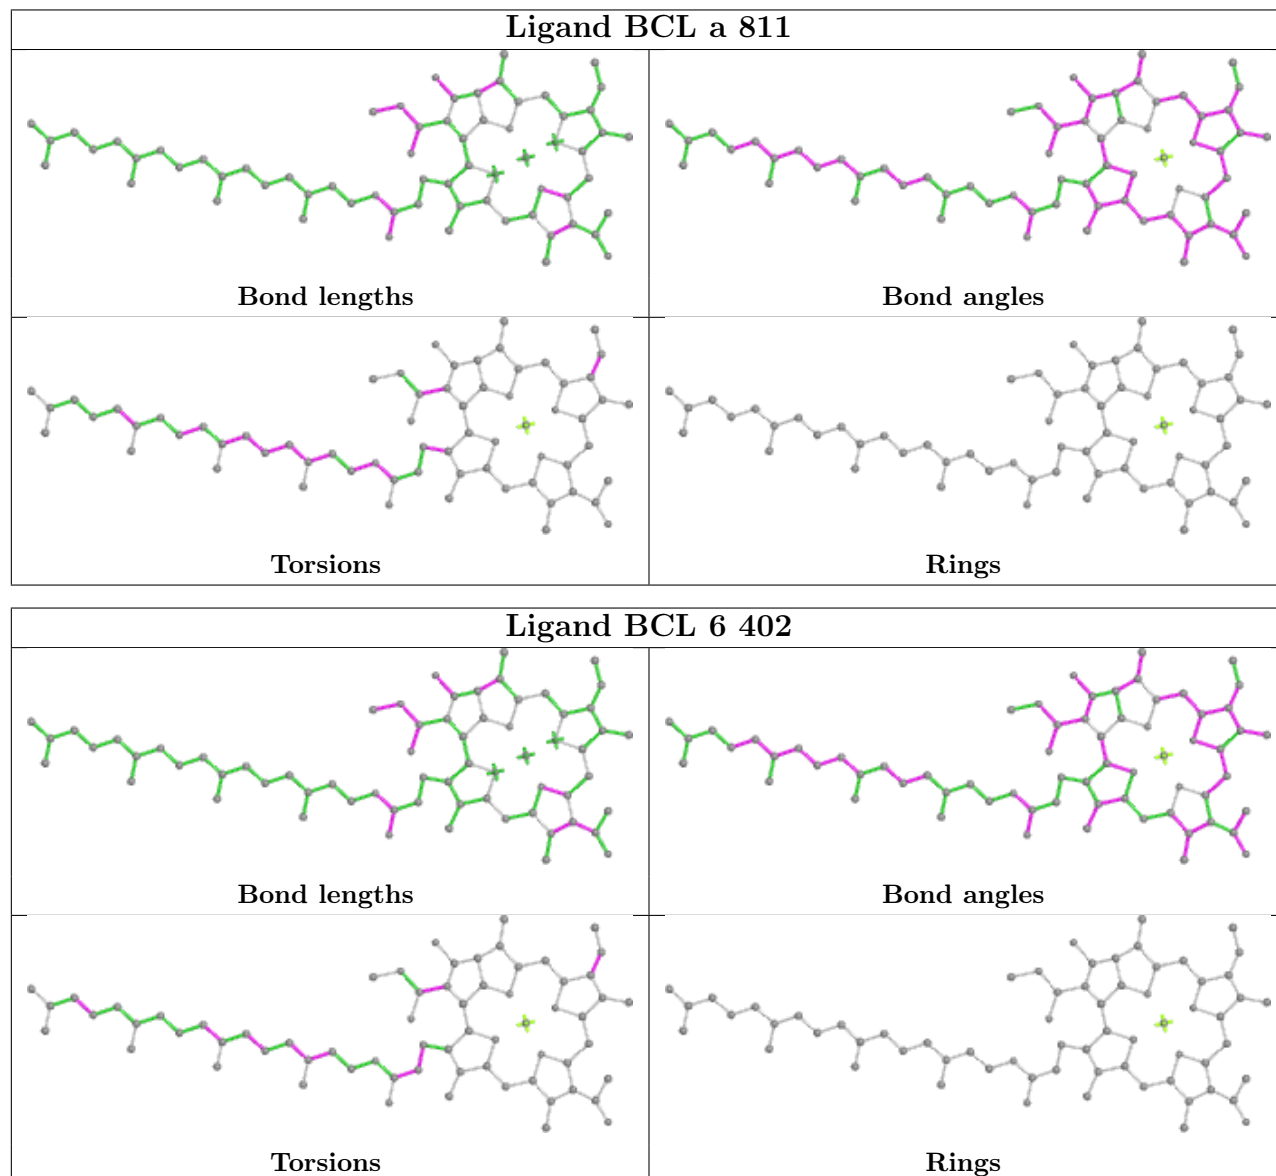 Ligand BCL a 811
Bond lengths
Bond angles
Torsions
Rings
Ligand BCL 6 402
Bond lengths
Bond angles
Torsions
Rings